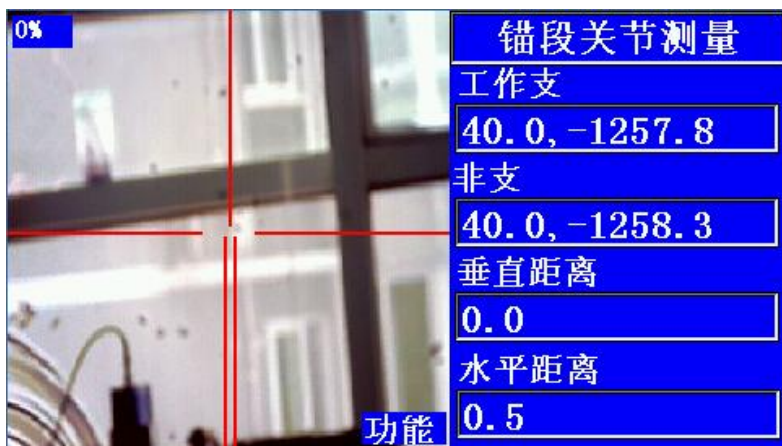 0%
锚段关节测量
工作支
40.0,-1257.8
非支
40.0,-1258.3
垂直距离
0.0
水平距离
0.5
功能